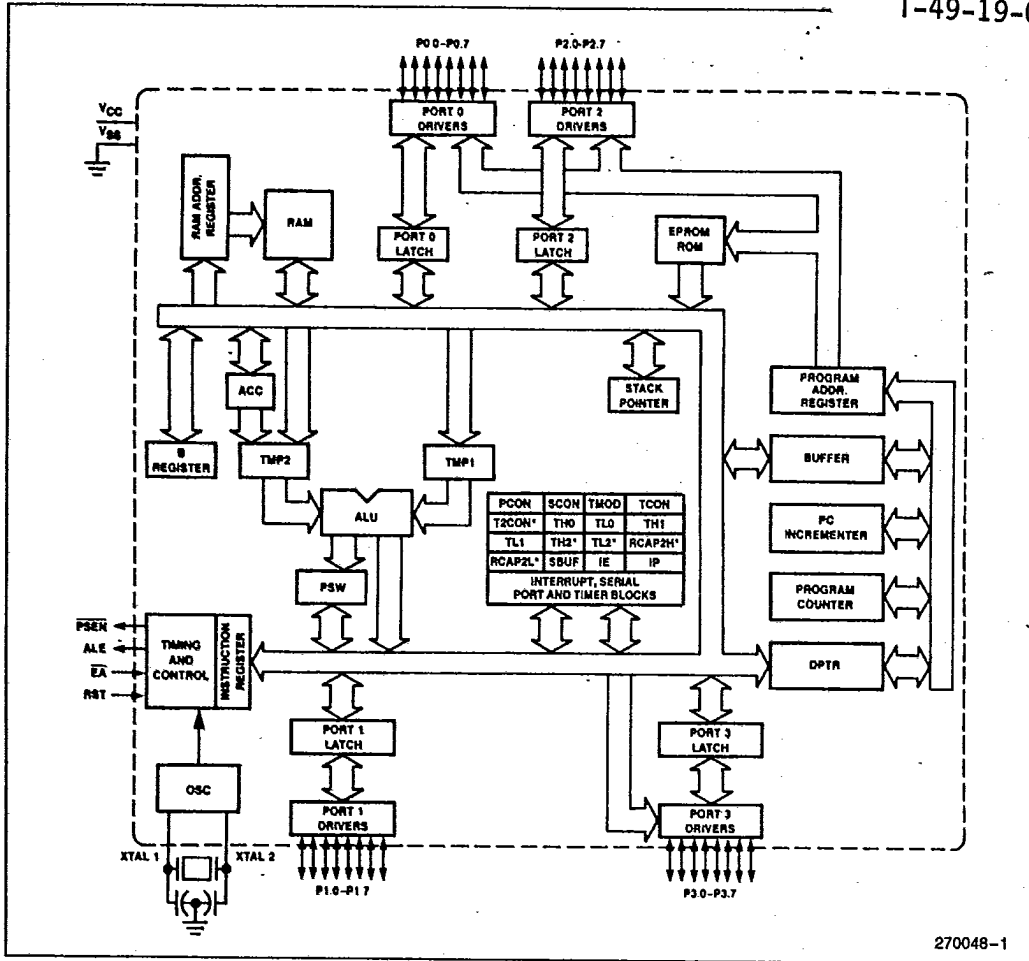 T-49-19-0
P0 0–P0.7
P2.0-P2.7
VCC
VSS
PORT 0
DRIVERS
PORT 2
DRIVERS
RAM ADDR.
REGISTER
RAM
PORT 0
LATCH
PORT 2
LATCH
EPROM
ROM
ACC
STACK
POINTER
PROGRAM
ADDR.
REGISTER
B
REGISTER
TMP2
TMP1
BUFFER
ALU
PCON SCON TMOD TCON
T2CON* TH0 TL0 TH1
TL1 TH2* TL2* RCAP2H*
RCAP2L* SBUF IE IP
INTERRUPT, SERIAL
PORT AND TIMER BLOCKS
PC
INCREMENTER
PSW
PROGRAM
COUNTER
PSEN
ALE
EA
RST
TIMING
AND
CONTROL
INSTRUCTION
REGISTER
DPTR
PORT 1
LATCH
PORT 3
LATCH
OSC
PORT 1
DRIVERS
PORT 3
DRIVERS
XTAL 1
XTAL 2
P1.0–P1 7
P3.0–P3.7
270048–1